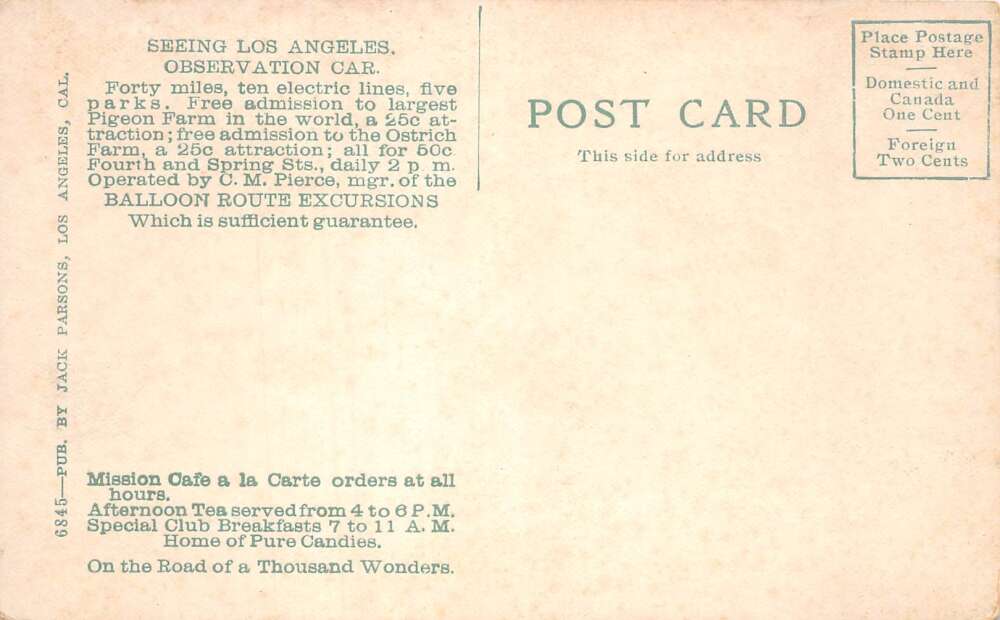 SEEING LOS ANGELES.
OBSERVATION CAR.
Forty miles, ten electric lines, five
parks. Free admission to largest
Pigeon Farm in the world, a 25c at-
traction; free admission to the Ostrich
Farm, a 25c attraction; all for 50c
Fourth and Spring Sts., daily 2 p m.
Operated by C. M. Pierce, mgr. of the
BALLOON ROUTE EXCURSIONS
Which is sufficient guarantee.
6845—PUB. BY JACK PARSONS, LOS ANGELES, CAL.
Mission Cafe a la Carte orders at all
hours.
Afternoon Tea served from 4 to 6 P.M.
Special Club Breakfasts 7 to 11 A. M.
Home of Pure Candies.
On the Road of a Thousand Wonders.
POST CARD
This side for address
Place Postage
Stamp Here
Domestic and
Canada
One Cent
Foreign
Two Cents